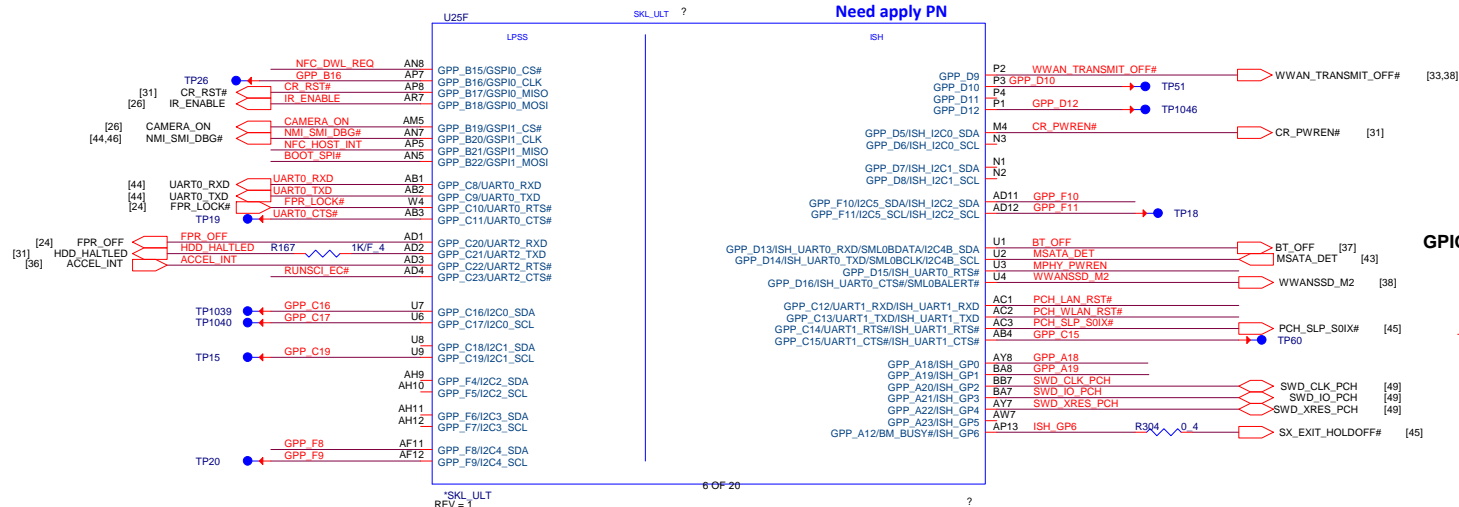 U25F SKL_ULT ? Need apply PN
LPSS ISH
NFC_DWL_REQ AN8 GPP_B15/GSPI0_CS#
TP26 GPP_B16 AP7 GPP_B16/GSPI0_CLK
[31] CR_RST# CR_RST# AP8 GPP_B17/GSPI0_MISO
[26] IR_ENABLE IR_ENABLE AR7 GPP_B18/GSPI0_MOSI
[26] CAMERA_ON CAMERA_ON AM5 GPP_B19/GSPI1_CS#
[44,46] NMI_SMI_DBG# NMI_SMI_DBG# AN7 GPP_B20/GSPI1_CLK
NFC_HOST_INT AP5 GPP_B21/GSPI1_MISO
BOOT_SPI# AN5 GPP_B22/GSPI1_MOSI
[44] UART0_RXD UART0_RXD AB1 GPP_C8/UART0_RXD
[44] UART0_TXD UART0_TXD AB2 GPP_C9/UART0_TXD
[24] FPR_LOCK# FPR_LOCK# W4 GPP_C10/UART0_RTS#
TP19 UART0_CTS# AB3 GPP_C11/UART0_CTS#
[24] FPR_OFF FPR_OFF AD1 GPP_C20/UART2_RXD
[31] HDD_HALTLED HDD_HALTLED R167 1K/F_4 AD2 GPP_C21/UART2_TXD
[36] ACCEL_INT ACCEL_INT AD3 GPP_C22/UART2_RTS#
RUNSCI_EC# AD4 GPP_C23/UART2_CTS#
TP1039 GPP_C16 U7 GPP_C16/I2C0_SDA
TP1040 GPP_C17 U6 GPP_C17/I2C0_SCL
U8 GPP_C18/I2C1_SDA
TP15 GPP_C19 U9 GPP_C19/I2C1_SCL
AH9 GPP_F4/I2C2_SDA
AH10 GPP_F5/I2C2_SCL
AH11 GPP_F6/I2C3_SDA
AH12 GPP_F7/I2C3_SCL
GPP_F8 AF11 GPP_F8/I2C4_SDA
TP20 GPP_F9 AF12 GPP_F9/I2C4_SCL
GPP_D9 P2 WWAN_TRANSMIT_OFF# WWAN_TRANSMIT_OFF# [33,38]
GPP_D10 P3 GPP_D10 TP51
GPP_D11 P4
GPP_D12 P1 GPP_D12 TP1046
GPP_D5/ISH_I2C0_SDA M4 CR_PWREN# CR_PWREN# [31]
GPP_D6/ISH_I2C0_SCL N3
GPP_D7/ISH_I2C1_SDA N1
GPP_D8/ISH_I2C1_SCL N2
GPP_F10/I2C5_SDA/ISH_I2C2_SDA AD11 GPP_F10
GPP_F11/I2C5_SCL/ISH_I2C2_SCL AD12 GPP_F11 TP18
GPP_D13/ISH_UART0_RXD/SML0BDATA/I2C4B_SDA U1 BT_OFF BT_OFF [37]
GPP_D14/ISH_UART0_TXD/SML0BCLK/I2C4B_SCL U2 MSATA_DET MSATA_DET [43]
GPP_D15/ISH_UART0_RTS# U3 MPHY_PWREN
GPP_D16/ISH_UART0_CTS#/SML0BALERT# U4 WWANSSD_M2 WWANSSD_M2 [38]
GPP_C12/UART1_RXD/ISH_UART1_RXD AC1 PCH_LAN_RST#
GPP_C13/UART1_TXD/ISH_UART1_TXD AC2 PCH_WLAN_RST#
GPP_C14/UART1_RTS#/ISH_UART1_RTS# AC3 PCH_SLP_S0IX# PCH_SLP_S0IX# [45]
GPP_C15/UART1_CTS#/ISH_UART1_CTS# AB4 GPP_C15 TP60
GPP_A18/ISH_GP0 AY8 GPP_A18
GPP_A19/ISH_GP1 BA8 GPP_A19
GPP_A20/ISH_GP2 BB7 SWD_CLK_PCH SWD_CLK_PCH [49]
GPP_A21/ISH_GP3 BA7 SWD_IO_PCH SWD_IO_PCH [49]
GPP_A22/ISH_GP4 AY7 SWD_XRES_PCH SWD_XRES_PCH [49]
GPP_A23/ISH_GP5 AW7
GPP_A12/BM_BUSY#/ISH_GP6 AP13 ISH_GP6 R304 0_4 SX_EXIT_HOLDOFF# [45]
GPIO
6 OF 20
*SKL_ULT
REV = 1 ?